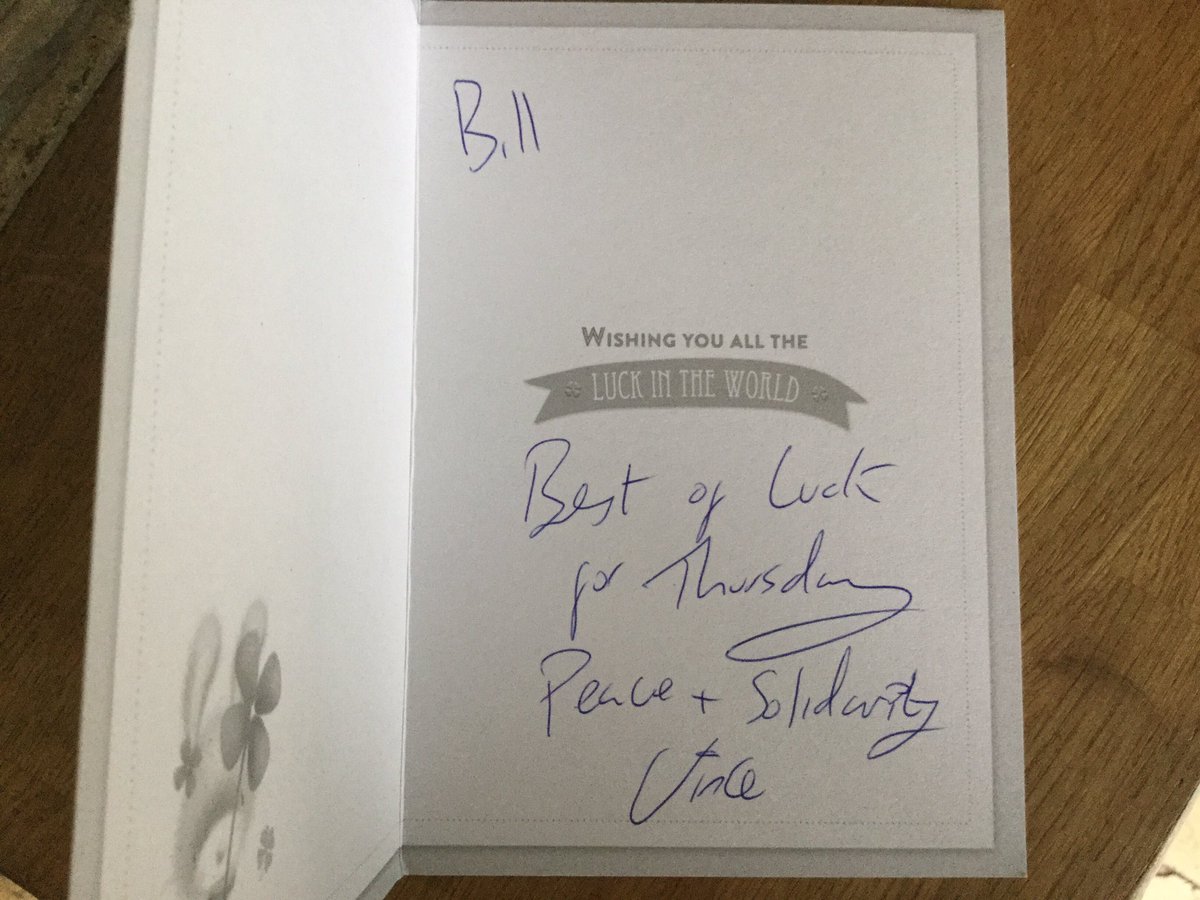 Bill
WISHING YOU ALL THE
LUCK IN THE WORLD
Best of Luck
for Thursday
Peace + Solidarity
Vince